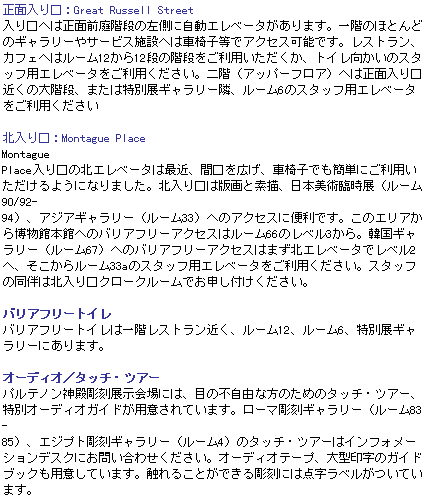 正面入り口：Great Russell Street
入り口へは正面前庭階段の左側に自動エレベータがあります。一階のほとんど
のギャラリーやサービス施設へは車椅子等でアクセス可能です。レストラン、
カフェへはルーム12から12段の階段をご利用いただくか、トイレ向かいのスタ
ッフ用エレベータをご利用ください。二階（アッパーフロア）へは正面入り口
近くの大階段、または特別展ギャラリー隣、ルーム6のスタッフ用エレベータ
をご利用ください
北入り口：Montague Place
Montague
Place入り口の北エレベータは最近、間口を広げ、車椅子でも簡単にご利用い
ただけるようになりました。北入り口は版画と素描、日本美術臨時展（ルーム
90/92-
94）、アジアギャラリー（ルーム33）へのアクセスに便利です。このエリアか
ら博物館本館へのバリアフリーアクセスはルーム66のレベル3から。韓国ギャ
ラリー（ルーム67）へのバリアフリーアクセスはまず北エレベータでレベル2
へ、そこからルーム33aのスタッフ用エレベータをご利用ください。スタッフ
の同伴は北入り口クロークルームでお申し付けください。
バリアフリートイレ
バリアフリートイレは一階レストラン近く、ルーム12、ルーム6、特別展ギャ
ラリーにあります。
オーディオ／タッチ・ツアー
パルテノン神殿彫刻展示会場には、目の不自由な方のためのタッチ・ツアー、
特別オーディオガイドが用意されています。ローマ彫刻ギャラリー（ルーム83
-
85）、エジプト彫刻ギャラリー（ルーム4）のタッチ・ツアーはインフォメー
ションデスクにお問い合わせください。オーディオテープ、大型印字のガイド
ブックも用意しています。触れることができる彫刻には点字ラベルがついてい
ます。